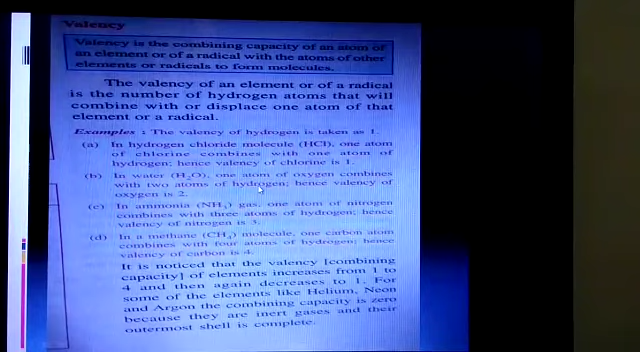 Valency
Valency is the combining capacity of an atom of
an element or of a radical with the atoms of other
elements or radicals to form molecules.
The valency of an element or of a radical
is the number of hydrogen atoms that will
combine with or displace one atom of that
element or a radical.
Examples : The valency of hydrogen is taken as 1.
(a) In hydrogen chloride molecule (HCl), one atom
of chlorine combines with one atom of
hydrogen; hence valency of chlorine is 1.
(b) In water (H₂O), one atom of oxygen combines
with two atoms of hydrogen; hence valency of
oxygen is 2.
(c) In ammonia (NH₃) gas, one atom of nitrogen
combines with three atoms of hydrogen; hence
valency of nitrogen is 3.
(d) In a methane (CH₄) molecule, one carbon atom
combines with four atoms of hydrogen; hence
valency of carbon is 4.
It is noticed that the valency [combining
capacity] of elements increases from 1 to
4 and then again decreases to 1. For
some of the elements like Helium, Neon
and Argon the combining capacity is zero
because they are inert gases and their
outermost shell is complete.